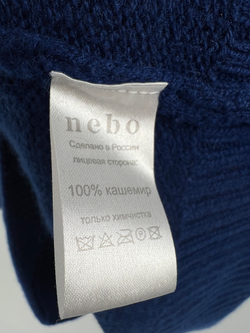 nebo
Сделано в России
лицевая сторона:
100% кашемир
только химчистка